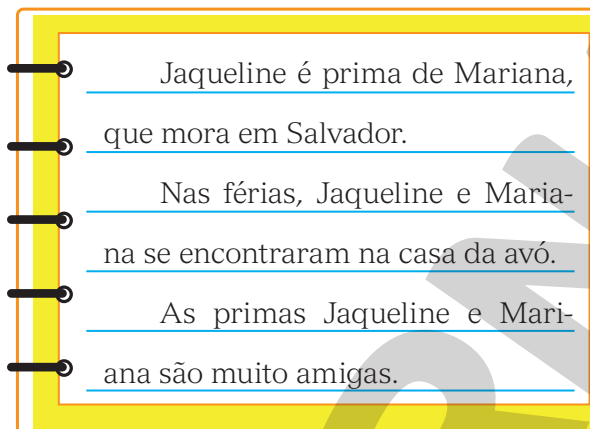 Jaqueline é prima de Mariana,
que mora em Salvador.
Nas férias, Jaqueline e Maria-
na se encontraram na casa da avó.
As primas Jaqueline e Mari-
ana são muito amigas.